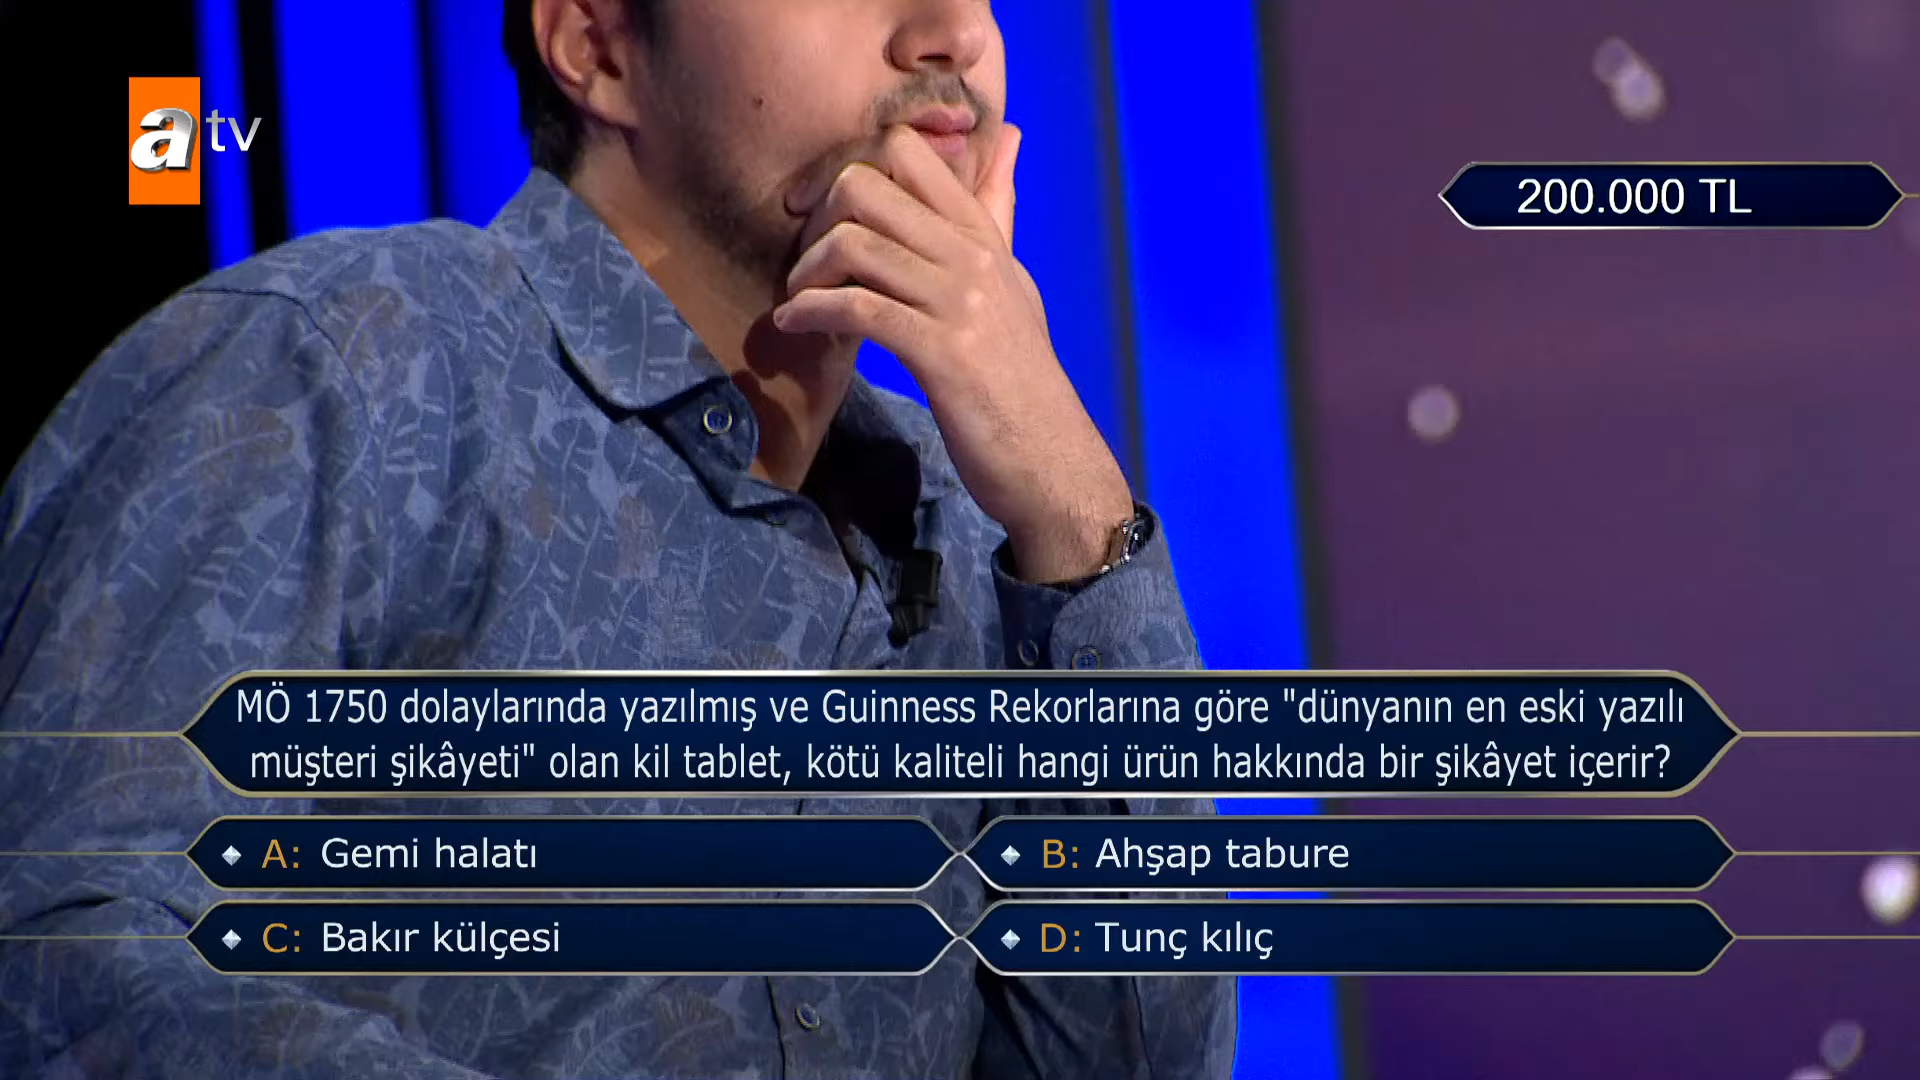 atv
200.000 TL
MÖ 1750 dolaylarında yazılmış ve Guinness Rekorlarına göre "dünyanın en eski yazılı
müşteri şikâyeti" olan kil tablet, kötü kaliteli hangi ürün hakkında bir şikâyet içerir?
A: Gemi halatı
B: Ahşap tabure
C: Bakır külçesi
D: Tunç kılıç